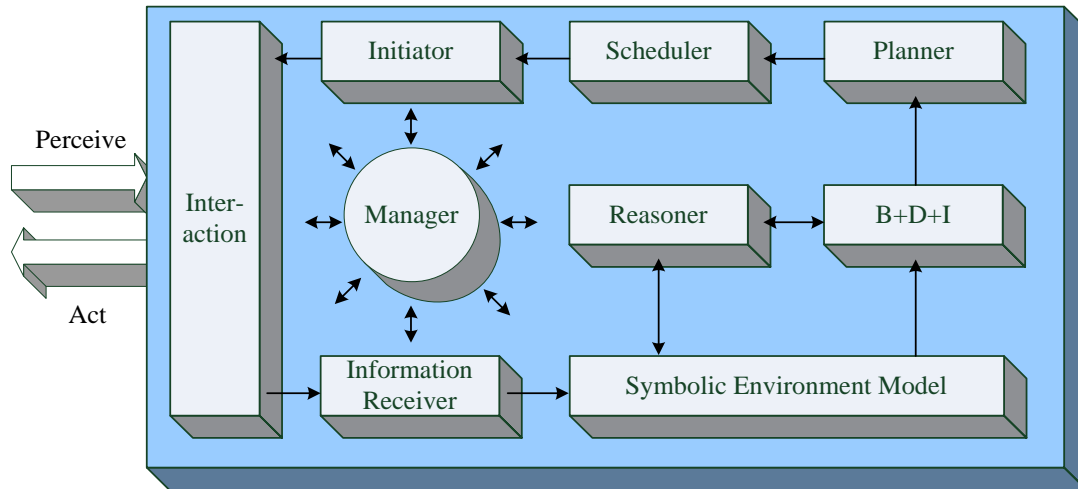 Initiator
Scheduler
Planner
Perceive
Inter-
action
Manager
Reasoner
B+D+I
Act
Information
Receiver
Symbolic Environment Model